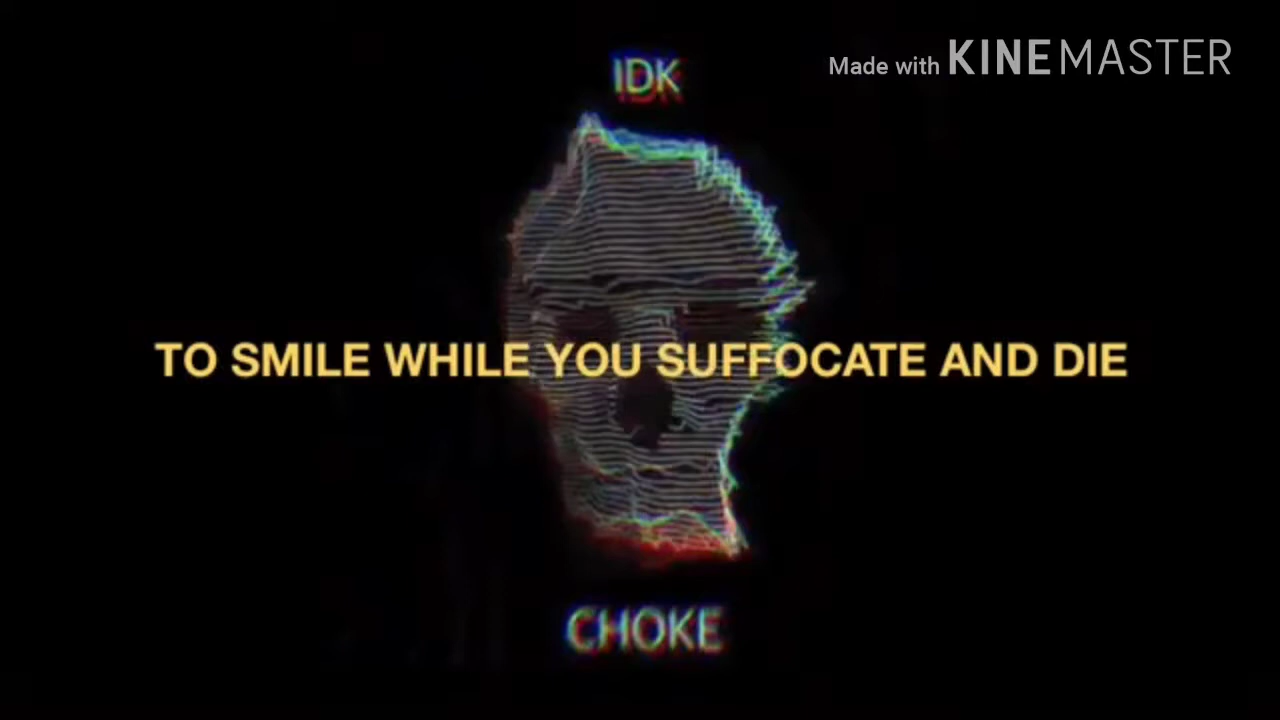 IDK
Made with KINEMASTER
TO SMILE WHILE YOU SUFFOCATE AND DIE
CHOKE